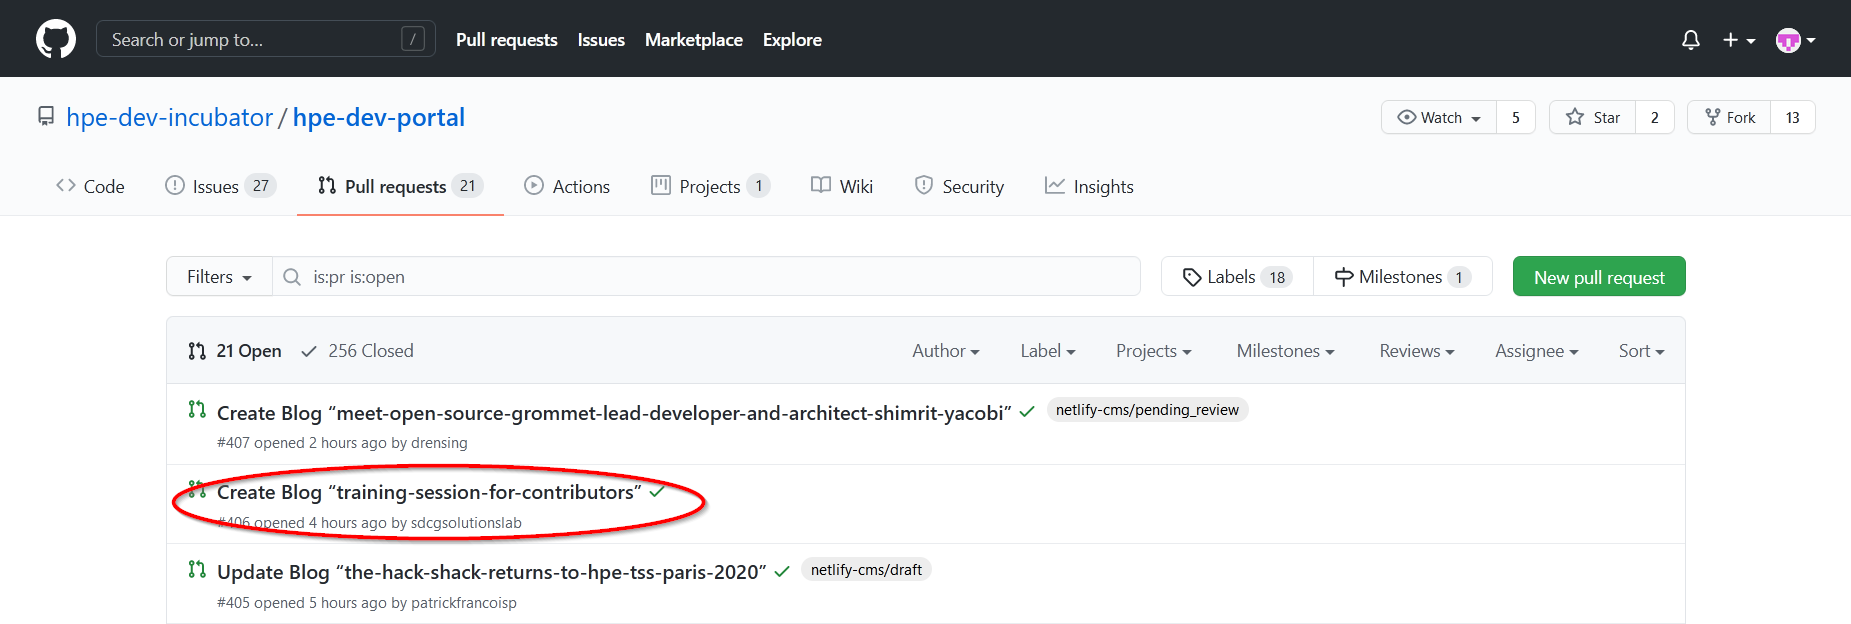 Search or jump to... / Pull requests Issues Marketplace Explore
hpe-dev-incubator / hpe-dev-portal Watch 5 Star 2 Fork 13
Code Issues 27 Pull requests 21 Actions Projects 1 Wiki Security Insights
Filters is:pr is:open Labels 18 Milestones 1 New pull request
21 Open 256 Closed Author Label Projects Milestones Reviews Assignee Sort
Create Blog “meet-open-source-grommet-lead-developer-and-architect-shimrit-yacobi” netlify-cms/pending_review
#407 opened 2 hours ago by drensing
Create Blog “training-session-for-contributors”
#406 opened 4 hours ago by sdcgsolutionslab
Update Blog “the-hack-shack-returns-to-hpe-tss-paris-2020” netlify-cms/draft
#405 opened 5 hours ago by patrickfrancoisp